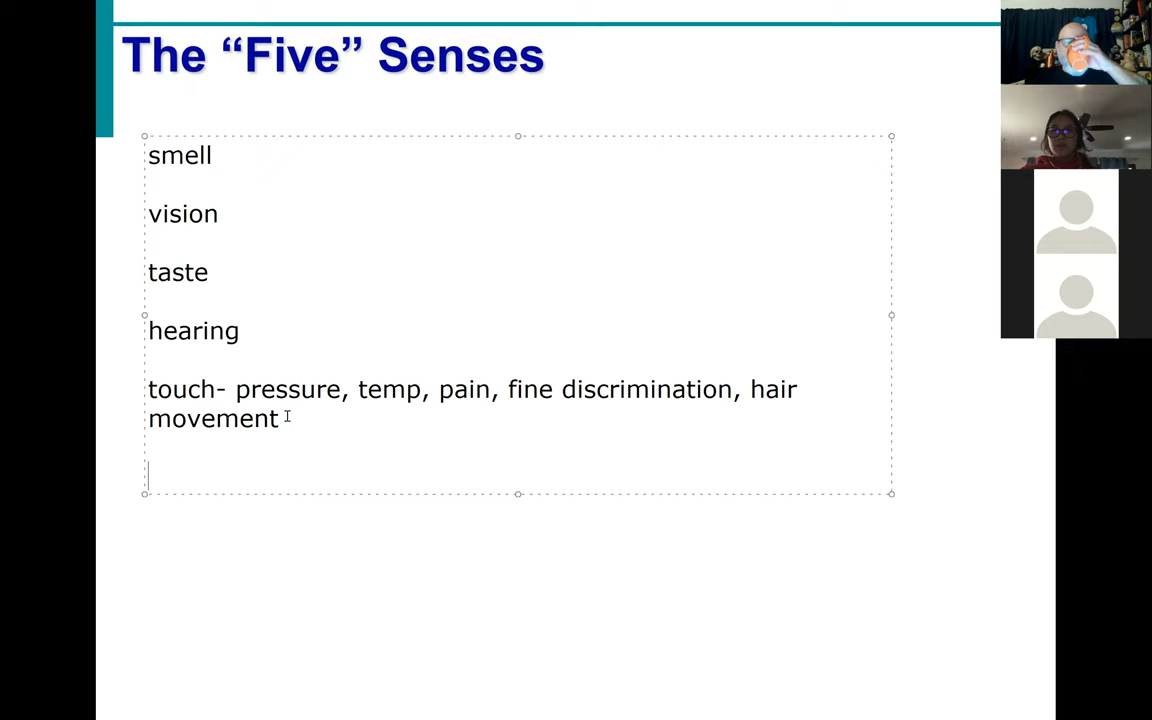 The “Five” Senses
smell
vision
taste
hearing
touch- pressure, temp, pain, fine discrimination, hair
movement